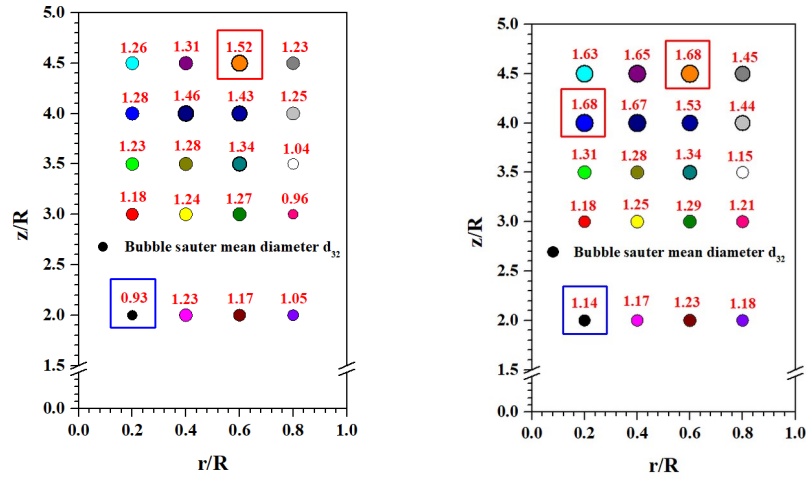 5.0
1.26 1.31 1.52 1.23
4.5
1.28 1.46 1.43 1.25
4.0
1.23 1.28 1.34 1.04
3.5
1.18 1.24 1.27 0.96
3.0
z/R
Bubble sauter mean diameter d32
2.5
0.93 1.23 1.17 1.05
2.0
1.5
0.0
0.0 0.2 0.4 0.6 0.8 1.0
r/R
5.0
1.63 1.65 1.68 1.45
4.5
1.68 1.67 1.53 1.44
4.0
1.31 1.28 1.34 1.15
3.5
1.18 1.25 1.29 1.21
3.0
z/R
Bubble sauter mean diameter d32
2.5
1.14 1.17 1.23 1.18
2.0
1.5
0.0
0.0 0.2 0.4 0.6 0.8 1.0
r/R